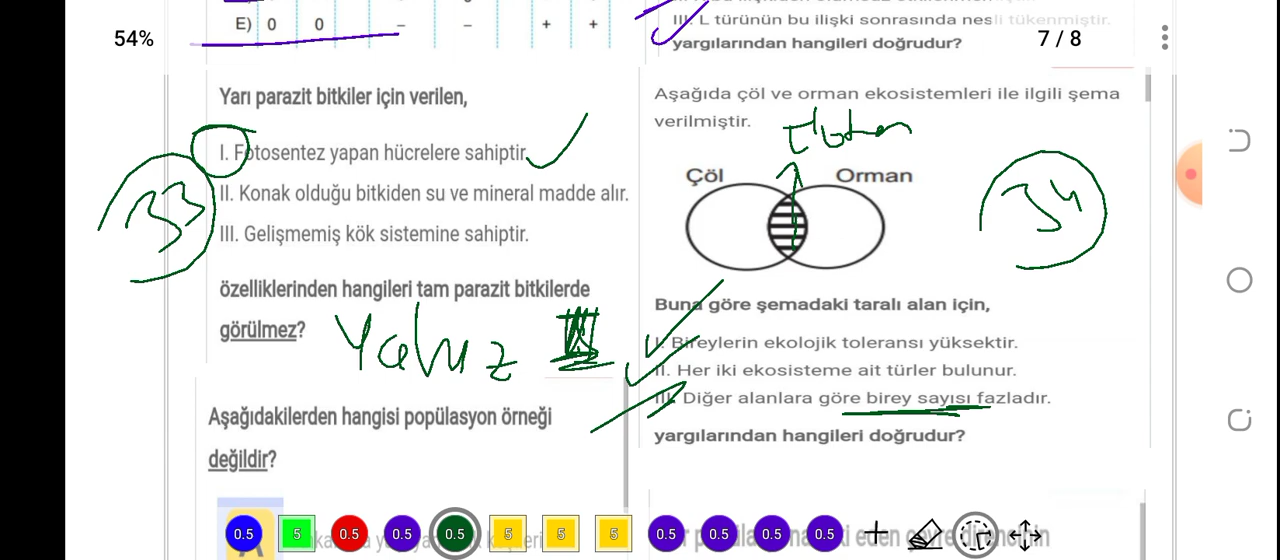 54%
E) 0 0 – – + +
III. L türünün bu ilişki sonrasında nesli tükenmiştir.
yargılarından hangileri doğrudur?
7 / 8
Yarı parazit bitkiler için verilen,
I. Fotosentez yapan hücrelere sahiptir.
II. Konak olduğu bitkiden su ve mineral madde alır.
III. Gelişmemiş kök sistemine sahiptir.
özelliklerinden hangileri tam parazit bitkilerde
görülmez?
33
Yalnız
Aşağıdakilerden hangisi popülasyon örneği
değildir?
Aşağıda çöl ve orman ekosistemleri ile ilgili şema
verilmiştir.
Ekoton
Çöl
Orman
34
Buna göre şemadaki taralı alan için,
I. Bireylerin ekolojik toleransı yüksektir.
II. Her iki ekosisteme ait türler bulunur.
III. Diğer alanlara göre birey sayısı fazladır.
yargılarından hangileri doğrudur?
0.5 5 0.5 0.5 0.5 5 5 5 0.5 0.5 0.5 0.5